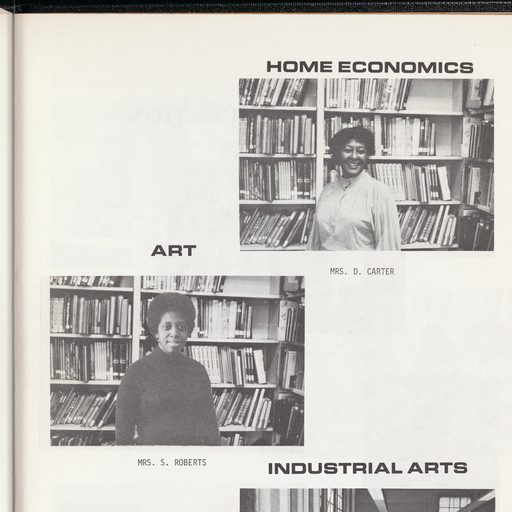 HOME ECONOMICS
MRS. D. CARTER
ART
MRS. S. ROBERTS
INDUSTRIAL ARTS